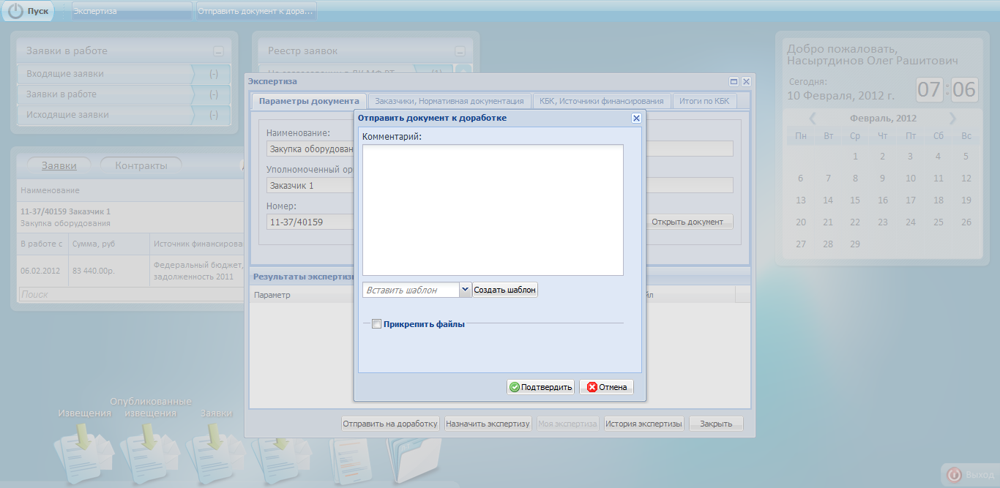 Пуск
Экспертиза
Отправить документ к дора...
Заявки в работе
Входящие заявки (-)
Заявки в работе (-)
Исходящие заявки (-)
Реестр заявок
Заявки
Контракты
Наименование
11-37/40159 Заказчик 1
Закупка оборудования
В работе с
Сумма, руб
Источник финансирова
06.02.2012
83 440.00р.
Федеральный бюджет,
задолженность 2011
Поиск
Экспертиза
Параметры документа
Заказчики, Нормативная документация
КБК, Источники финансирования
Итоги по КБК
Наименование:
Закупка оборудован
Уполномоченный ор
Заказчик 1
Номер:
11-37/40159
Открыть документ
Результаты экспертизы
Параметр
йл
Отправить документ к доработке
Комментарий:
Вставить шаблон
Создать шаблон
Прикрепить файлы
Подтвердить
Отмена
Отправить на доработку
Назначить экспертизу
Моя экспертиза
История экспертизы
Закрыть
Добро пожаловать,
Насыртдинов Олег Рашитович
Сегодня:
10 Февраля, 2012 г.
07:06
Февраль, 2012
Пн Вт Ср Чт Пт Сб Вс
1 2 3 4 5
6 7 8 9 10 11 12
13 14 15 16 17 18 19
20 21 22 23 24 25 26
27 28 29
Извещения
Опубликованные
извещения
Заявки
Выход